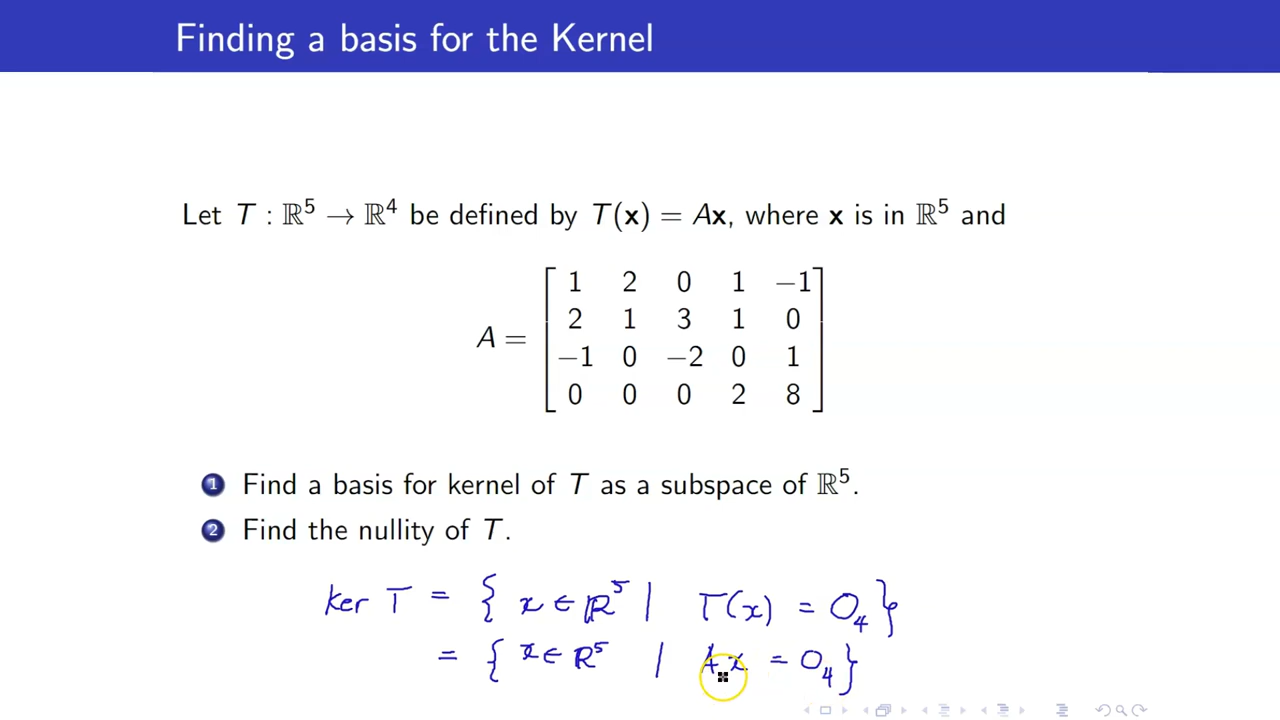 Finding a basis for the Kernel
Let T : ℝ⁵ → ℝ⁴ be defined by T(x) = Ax, where x is in ℝ⁵ and
1 2 0 1 −1
2 1 3 1 0
A =
−1 0 −2 0 1
0 0 0 2 8
1 Find a basis for kernel of T as a subspace of ℝ⁵.
2 Find the nullity of T.
ker T = { x ∈ ℝ⁵ | T(x) = 0₄}
= { x ∈ ℝ⁵ | Ax = 0₄}